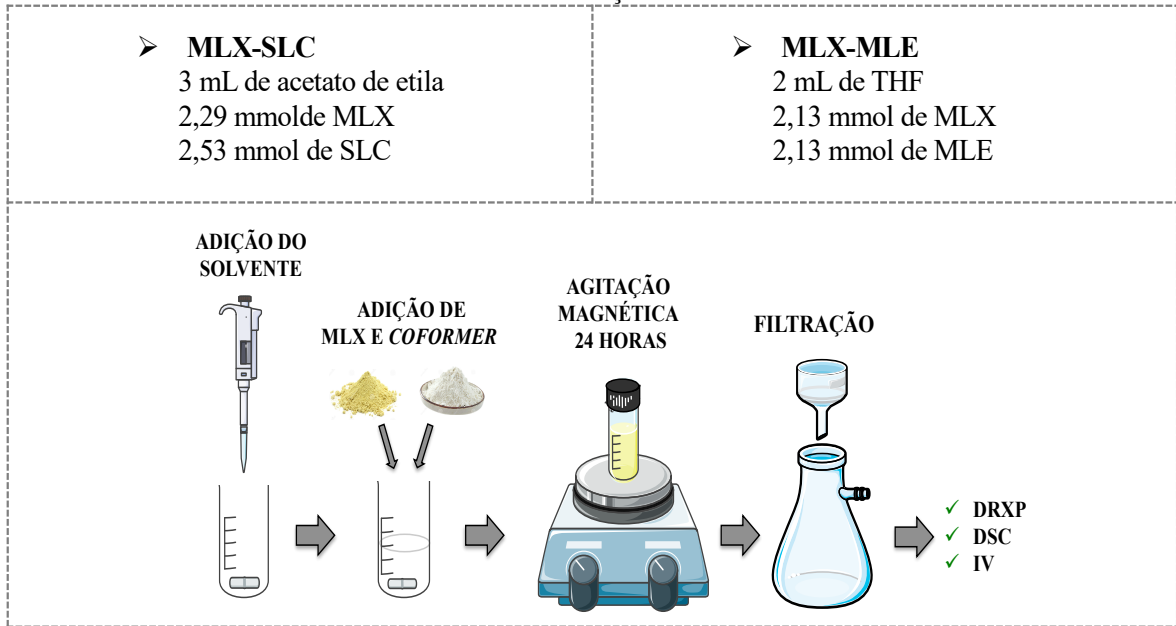 ➢ MLX-SLC
3 mL de acetato de etila
2,29 mmolde MLX
2,53 mmol de SLC
➢ MLX-MLE
2 mL de THF
2,13 mmol de MLX
2,13 mmol de MLE
ADIÇÃO DO
SOLVENTE
ADIÇÃO DE
MLX E COFORMER
AGITAÇÃO
MAGNÉTICA
24 HORAS
FILTRAÇÃO
✓ DRXP
✓ DSC
✓ IV